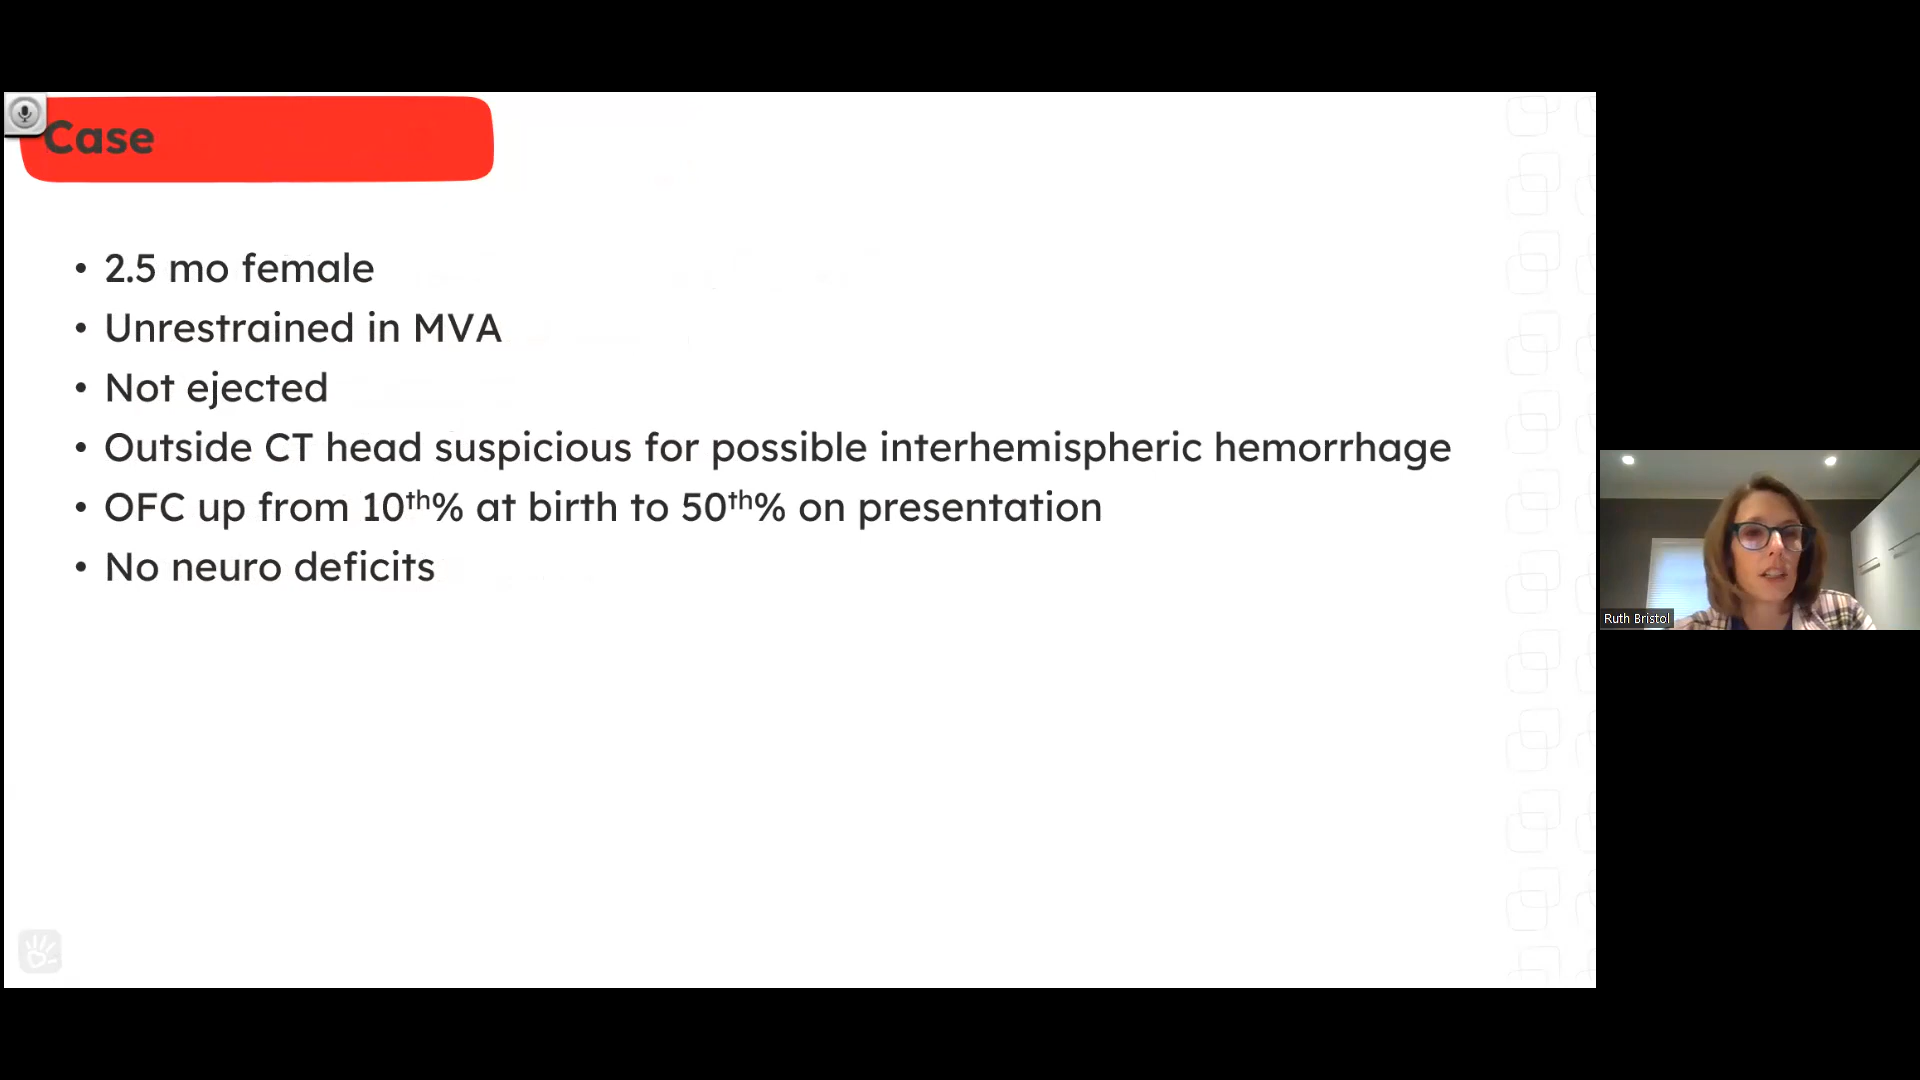 Case
• 2.5 mo female
• Unrestrained in MVA
• Not ejected
• Outside CT head suspicious for possible interhemispheric hemorrhage
• OFC up from 10th% at birth to 50th% on presentation
• No neuro deficits
Ruth Bristol